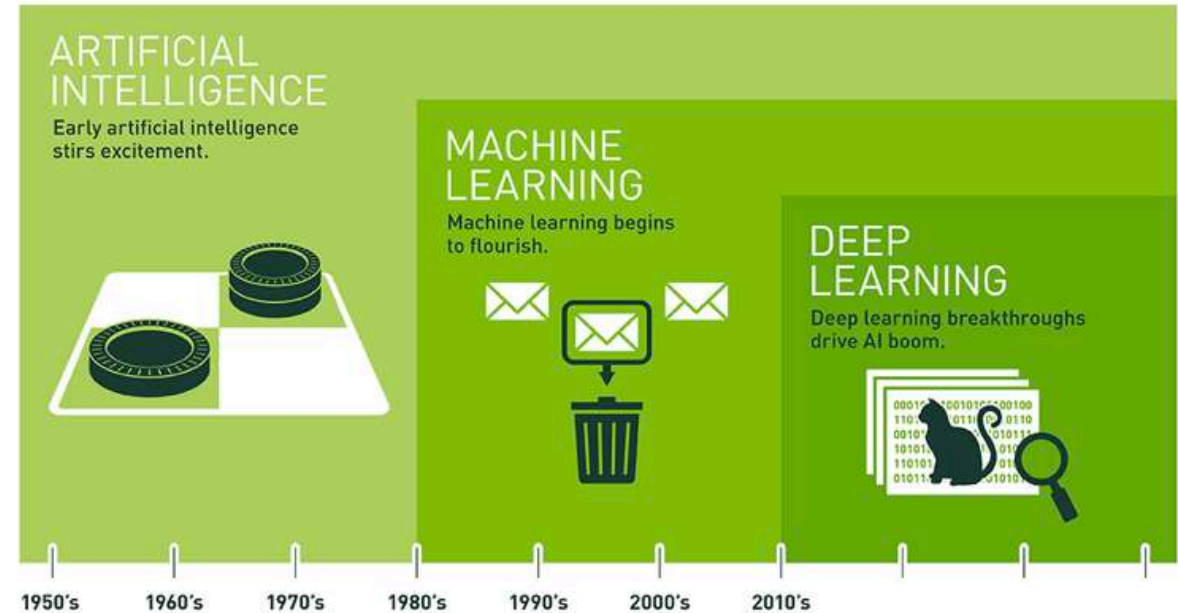 ARTIFICIAL
INTELLIGENCE
Early artificial intelligence
stirs excitement.
MACHINE
LEARNING
Machine learning begins
to flourish.
DEEP
LEARNING
Deep learning breakthroughs
drive AI boom.
1950's
1960's
1970's
1980's
1990's
2000's
2010's